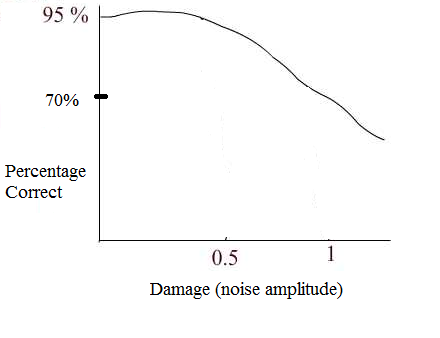 95 %
70%
Percentage
Correct
0.5
1
Damage (noise amplitude)